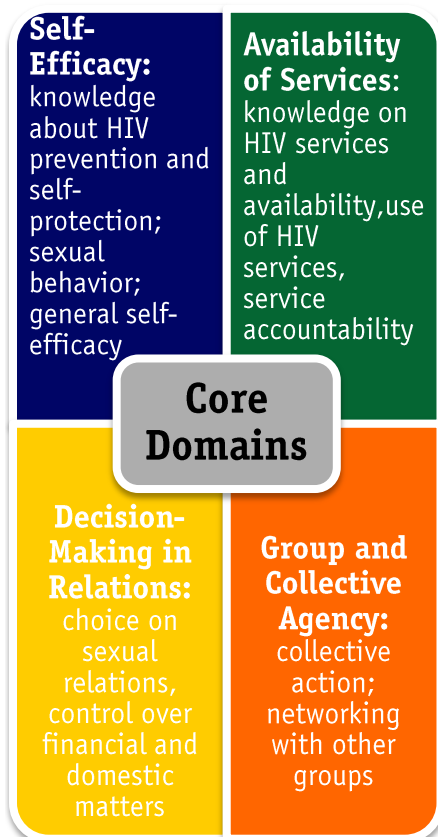 Self-
Efficacy:
knowledge
about HIV
prevention and
self-
protection;
sexual
behavior;
general self-
efficacy
Availability
of Services:
knowledge on
HIV services
and
availability,use
of HIV
services,
service
accountability
Core
Domains
Decision-
Making in
Relations:
choice on
sexual
relations,
control over
financial and
domestic
matters
Group and
Collective
Agency:
collective
action;
networking
with other
groups